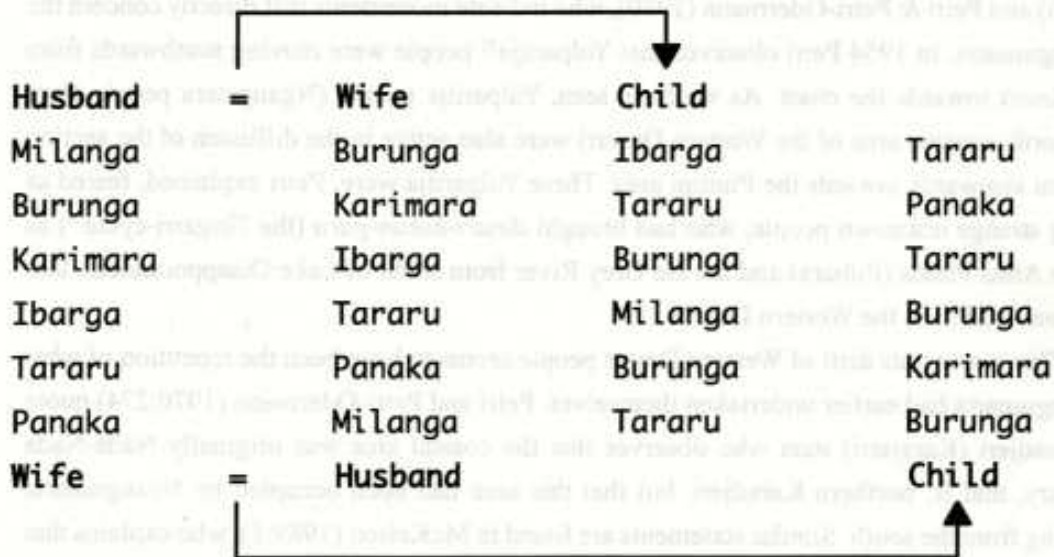 Husband = Wife Child
Milanga Burunga Ibarga Tararu
Burunga Karimara Tararu Panaka
Karimara Ibarga Burunga Tararu
Ibarga Tararu Milanga Burunga
Tararu Panaka Burunga Karimara
Panaka Milanga Tararu Burunga
Wife = Husband Child